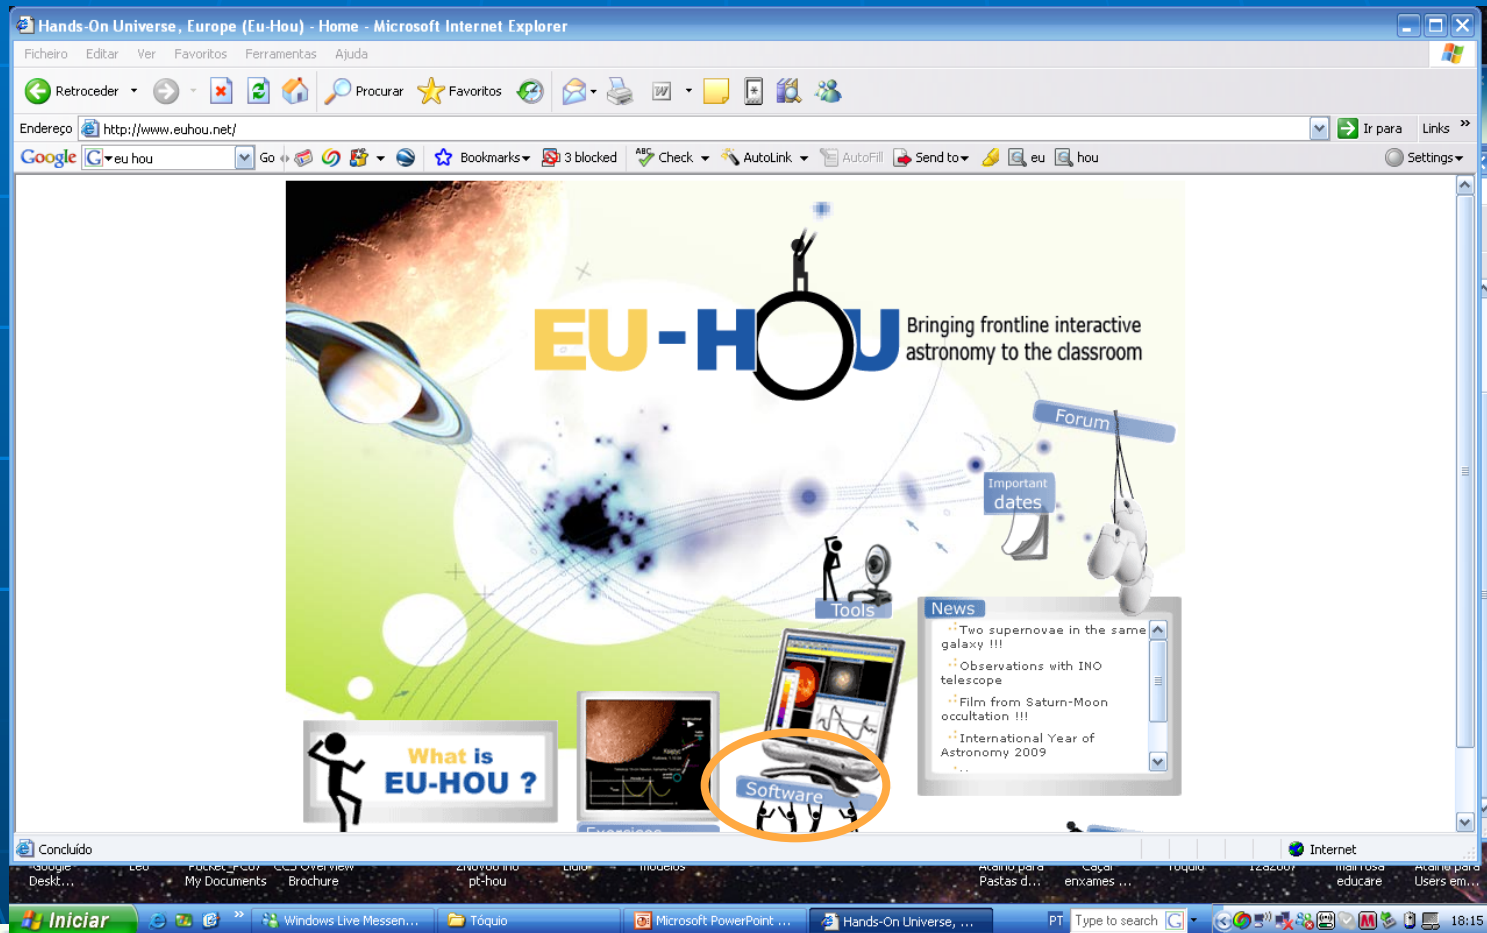 Hands-On Universe, Europe (Eu-Hou) - Home - Microsoft Internet Explorer
Ficheiro Editar Ver Favoritos Ferramentas Ajuda
Retroceder Procurar Favoritos
Endereço http://www.euhou.net/ Ir para Links »
Google G eu hou Go Bookmarks 3 blocked ABC Check AutoLink AutoFill Send to eu hou Settings
EU-HOU
Bringing frontline interactive
astronomy to the classroom
Forum
Important
dates
Tools
News
Two supernovae in the same
galaxy !!!
Observations with INO
telescope
Film from Saturn-Moon
occultation !!!
International Year of
Astronomy 2009
What is
EU-HOU ?
Software
Exercises
Concluído Internet
Deskt... My Documents Brochure pt-hou Pastas d... enxames ... educare Users em...
Iniciar » Windows Live Messen... Tóquio Microsoft PowerPoint ... Hands-On Universe, ... PT Type to search G 18:15